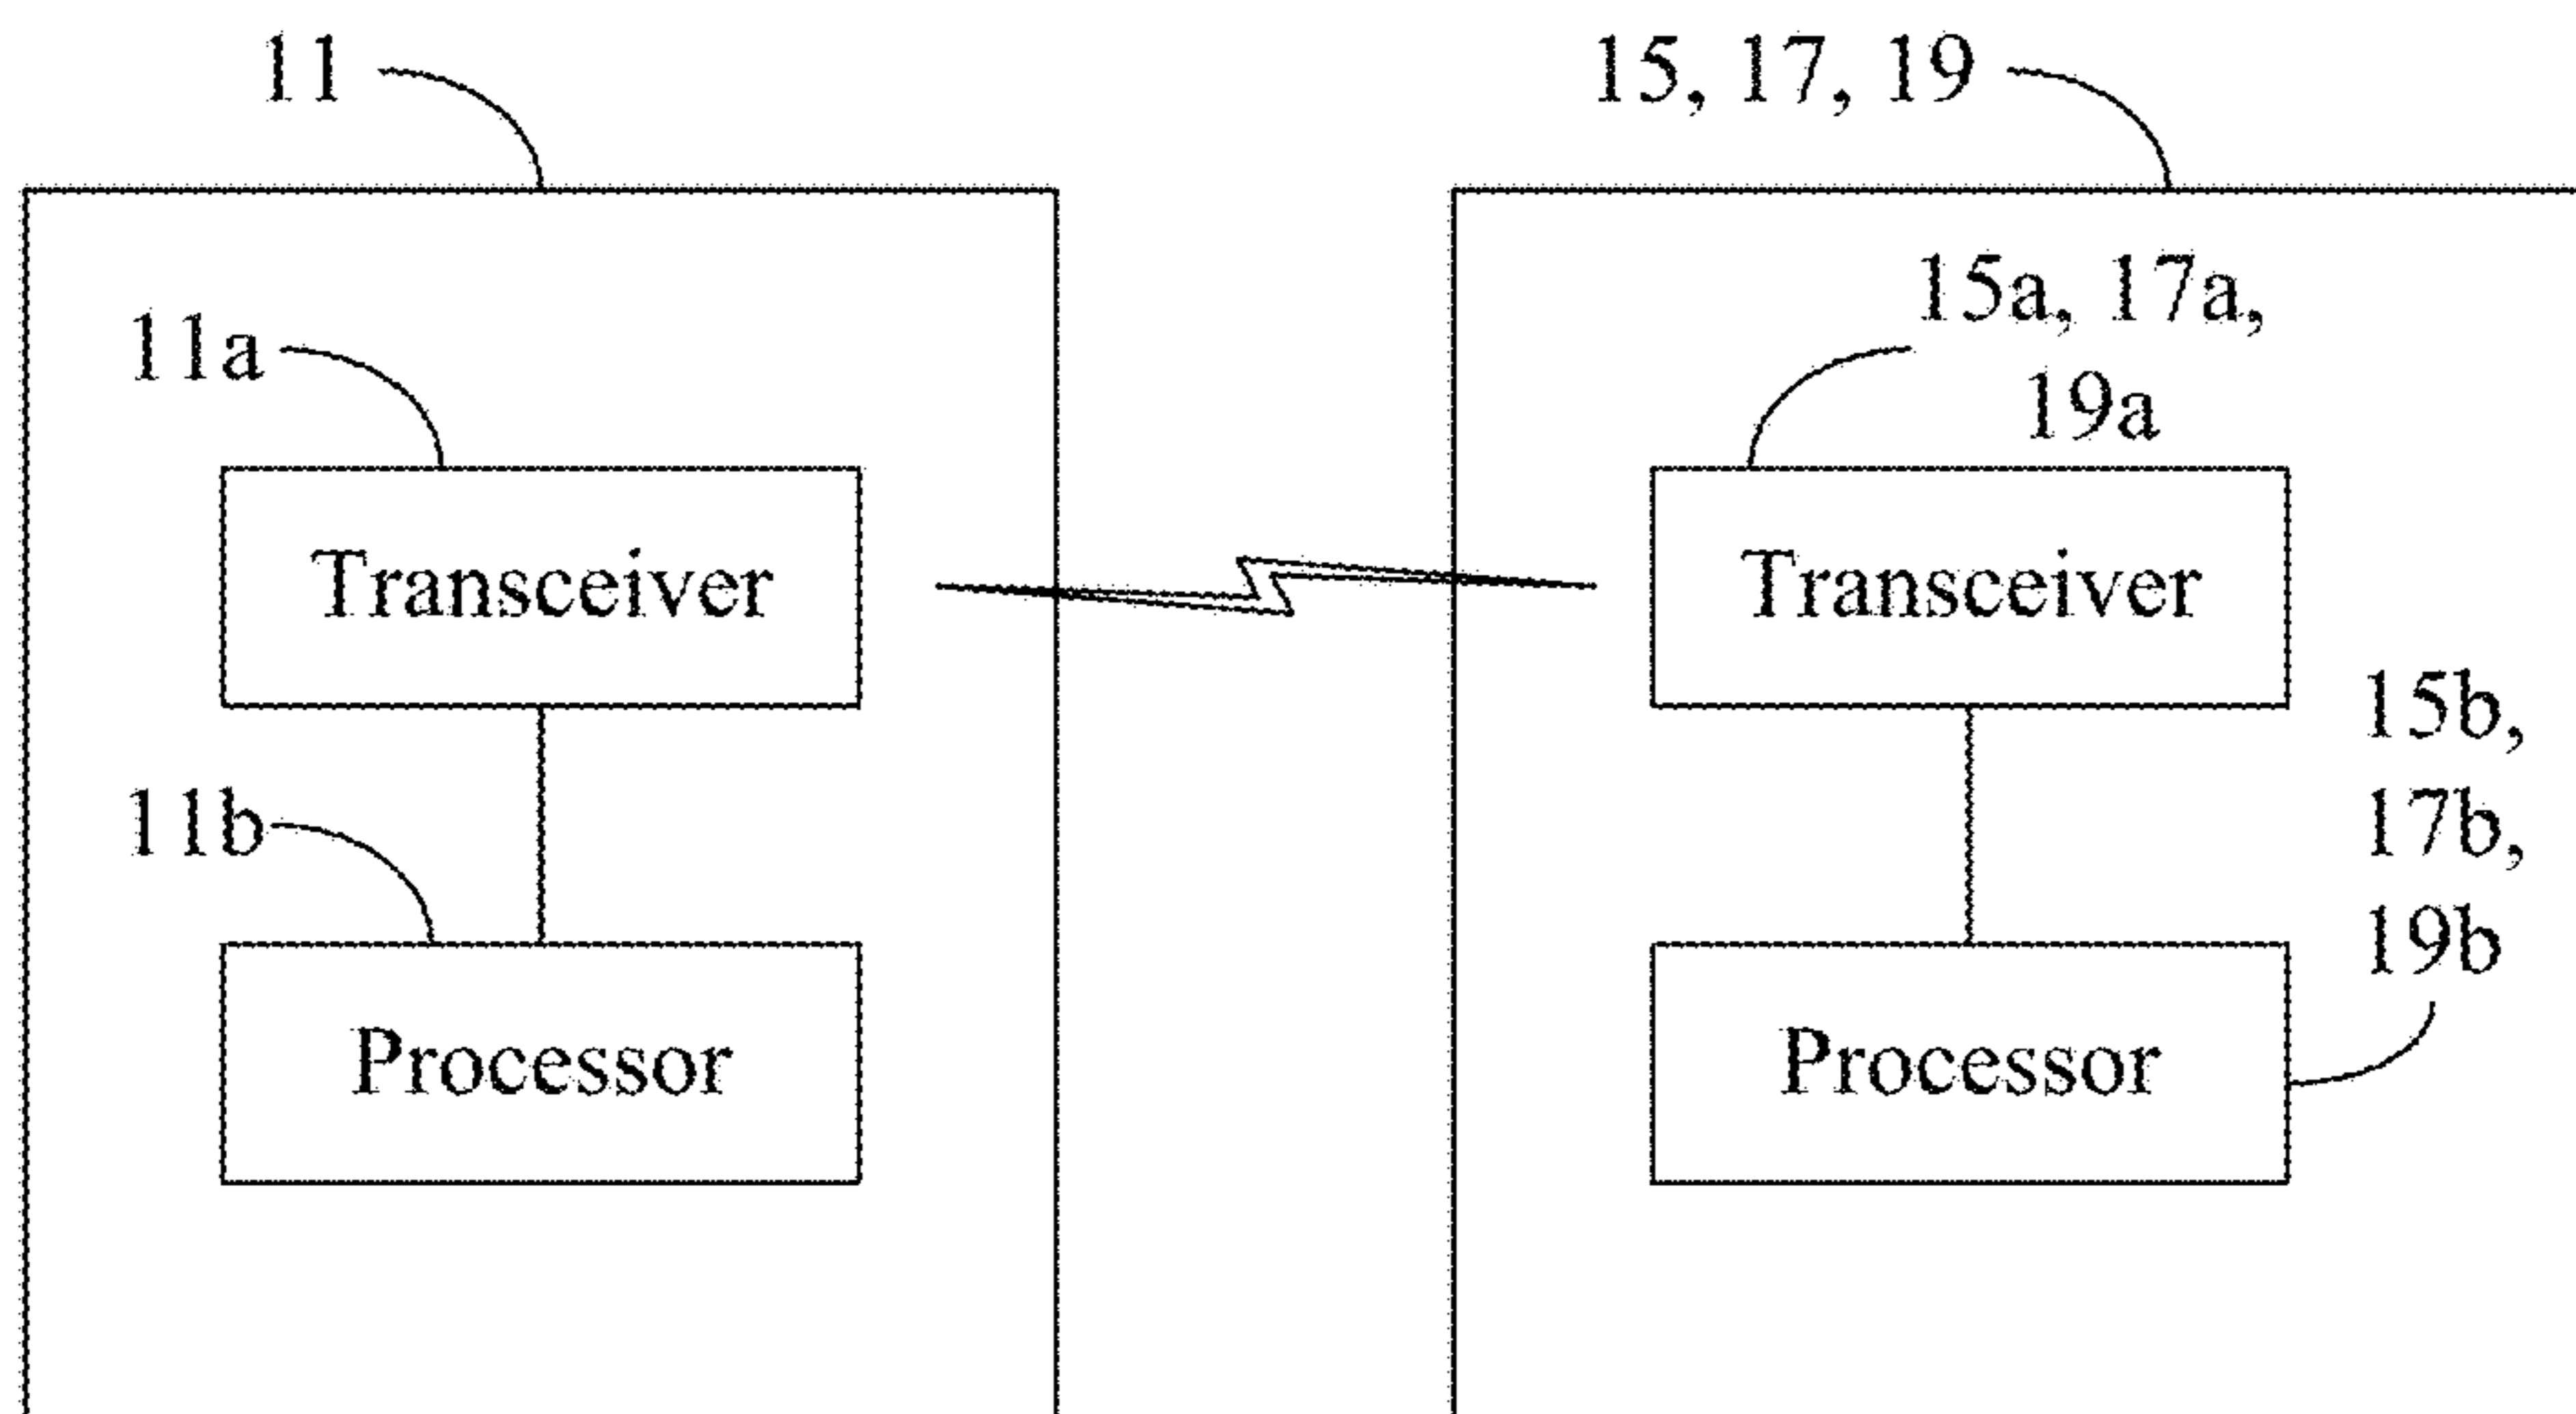 11
15, 17, 19
11a
15a, 17a,
19a
Transceiver
Transceiver
11b
15b,
17b,
19b
Processor
Processor